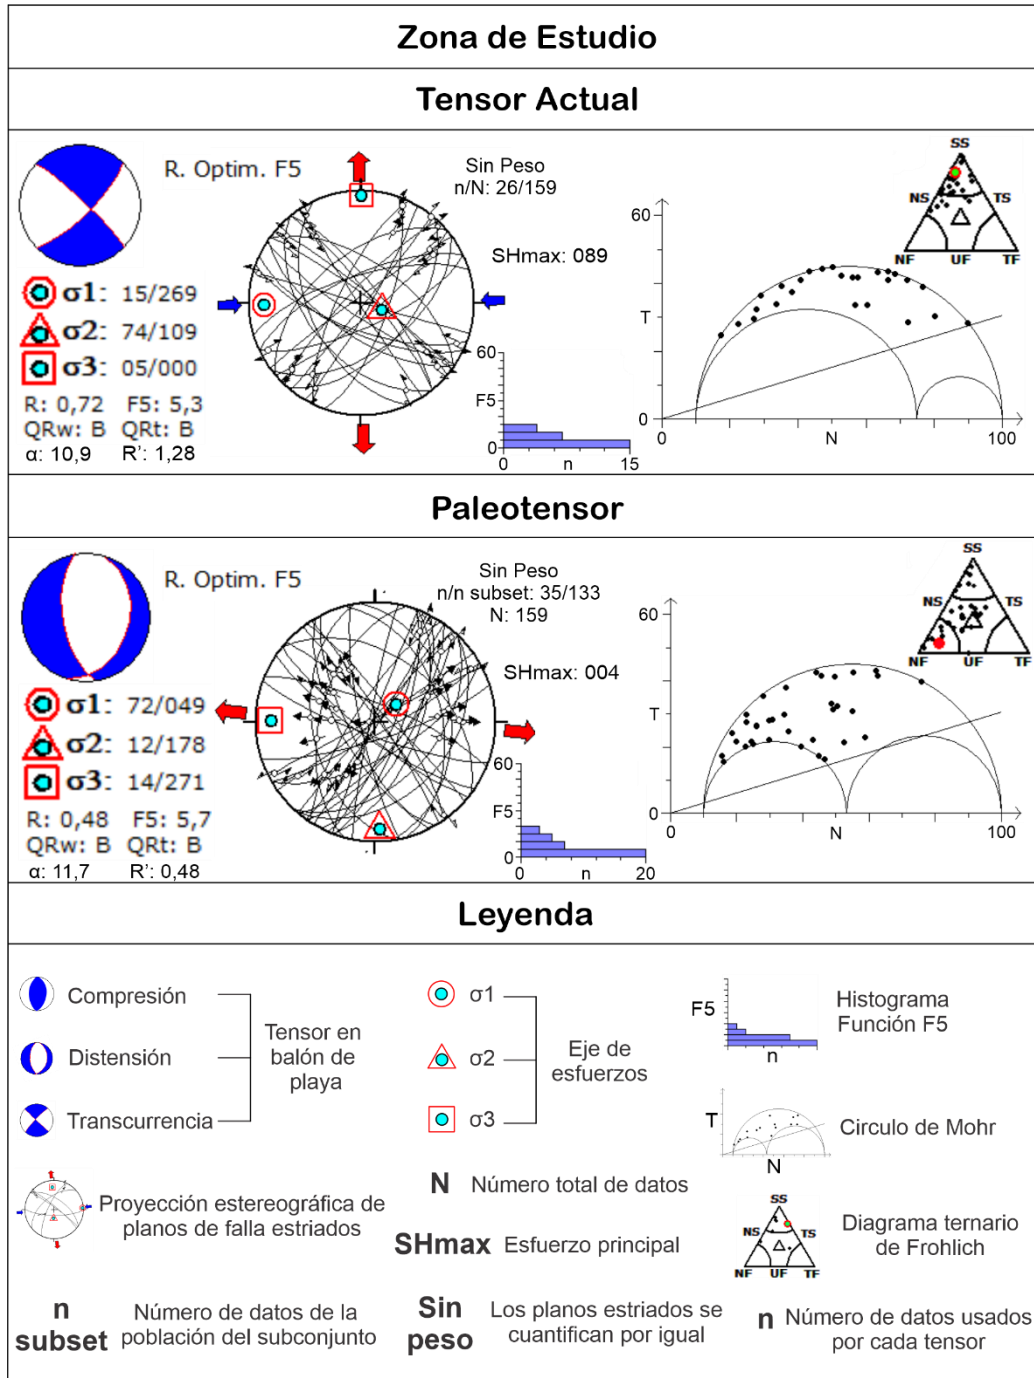 Zona de Estudio
Tensor Actual
R. Optim. F5
Sin Peso
n/N: 26/159
SHmax: 089
σ1: 15/269
σ2: 74/109
σ3: 05/000
R: 0,72 F5: 5,3
QRw: B QRt: B
α: 10,9 R': 1,28
60
F5
0
0 n 15
60
T
0
0 N 100
SS
NS TS
NF UF TF
Paleotensor
R. Optim. F5
Sin Peso
n/n subset: 35/133
N: 159
SHmax: 004
σ1: 72/049
σ2: 12/178
σ3: 14/271
R: 0,48 F5: 5,7
QRw: B QRt: B
α: 11,7 R': 0,48
60
F5
0
0 n 20
60
T
0
0 N 100
SS
NS TS
NF UF TF
Leyenda
Compresión
Distensión
Transcurrencia
Tensor en
balón de
playa
σ1
σ2
σ3
Eje de
esfuerzos
F5
n
Histograma
Función F5
T
N
Circulo de Mohr
Proyección estereográfica de
planos de falla estriados
N Número total de datos
SHmax Esfuerzo principal
SS
NS TS
NF UF TF
Diagrama ternario
de Frohlich
n
subset
Número de datos de la
población del subconjunto
Sin
peso
Los planos estriados se
cuantifican por igual
n Número de datos usados
por cada tensor